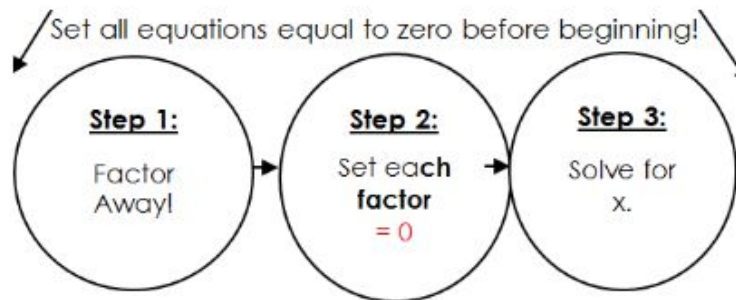 Set all equations equal to zero before beginning!
Step 1:
Factor
Away!
Step 2:
Set each
factor
= 0
Step 3:
Solve for
x.